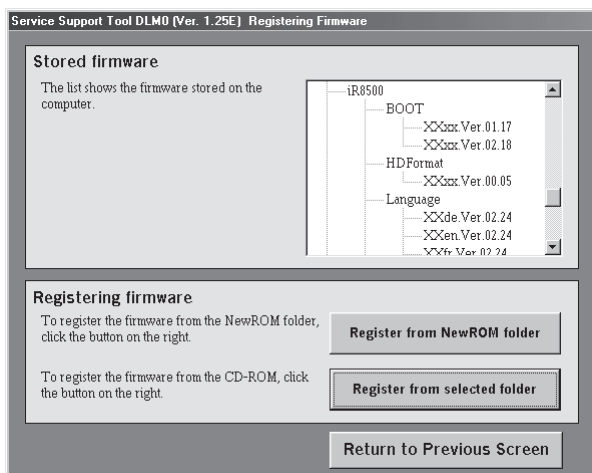 Service Support Tool DLM0 (Ver. 1.25E) Registering Firmware
Stored firmware
The list shows the firmware stored on the
computer.
iR8500
BOOT
XXxx.Ver.01.17
XXxx.Ver.02.18
HDFormat
XXxx.Ver.00.05
Language
XXde.Ver.02.24
XXen.Ver.02.24
XXfr.Ver.02.24
Registering firmware
To register the firmware from the NewROM folder,
click the button on the right.
Register from NewROM folder
To register the firmware from the CD-ROM, click
the button on the right.
Register from selected folder
Return to Previous Screen